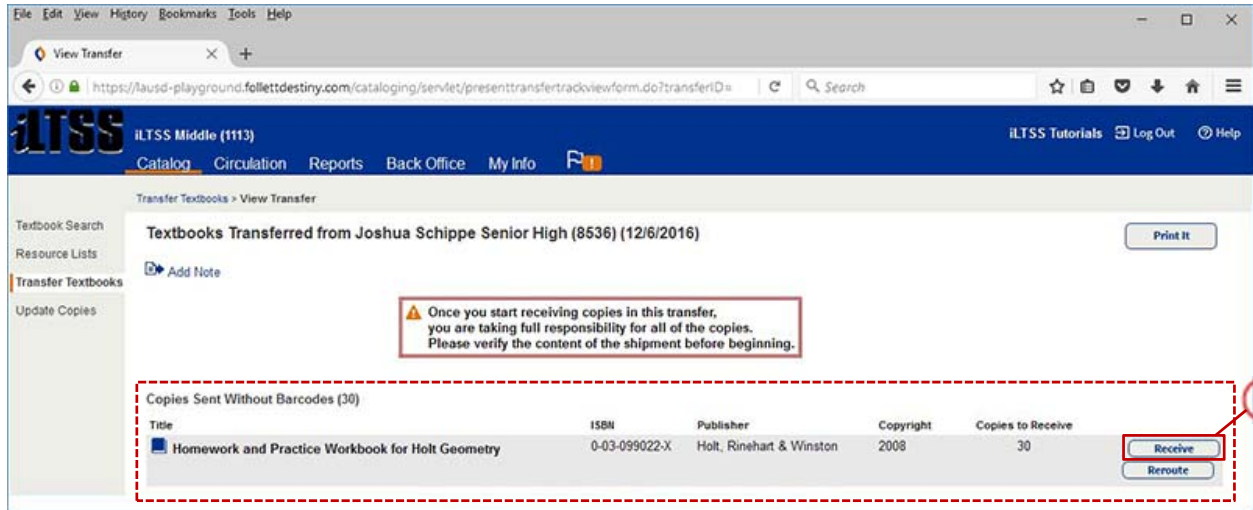 File Edit View History Bookmarks Tools Help
View Transfer
https://lausd-playground.follettdestiny.com/cataloging/servlet/presenttransfertrackviewform.do?transferID=
Search
iLTSS
iLTSS Middle (1113)
iLTSS Tutorials Log Out Help
Catalog Circulation Reports Back Office My Info
Transfer Textbooks > View Transfer
Textbook Search
Resource Lists
Transfer Textbooks
Update Copies
Textbooks Transferred from Joshua Schippe Senior High (8536) (12/6/2016)
Print It
Add Note
Once you start receiving copies in this transfer,
you are taking full responsibility for all of the copies.
Please verify the content of the shipment before beginning.
Copies Sent Without Barcodes (30)
Title ISBN Publisher Copyright Copies to Receive
Homework and Practice Workbook for Holt Geometry 0-03-099022-X Holt, Rinehart & Winston 2008 30 Receive
Reroute